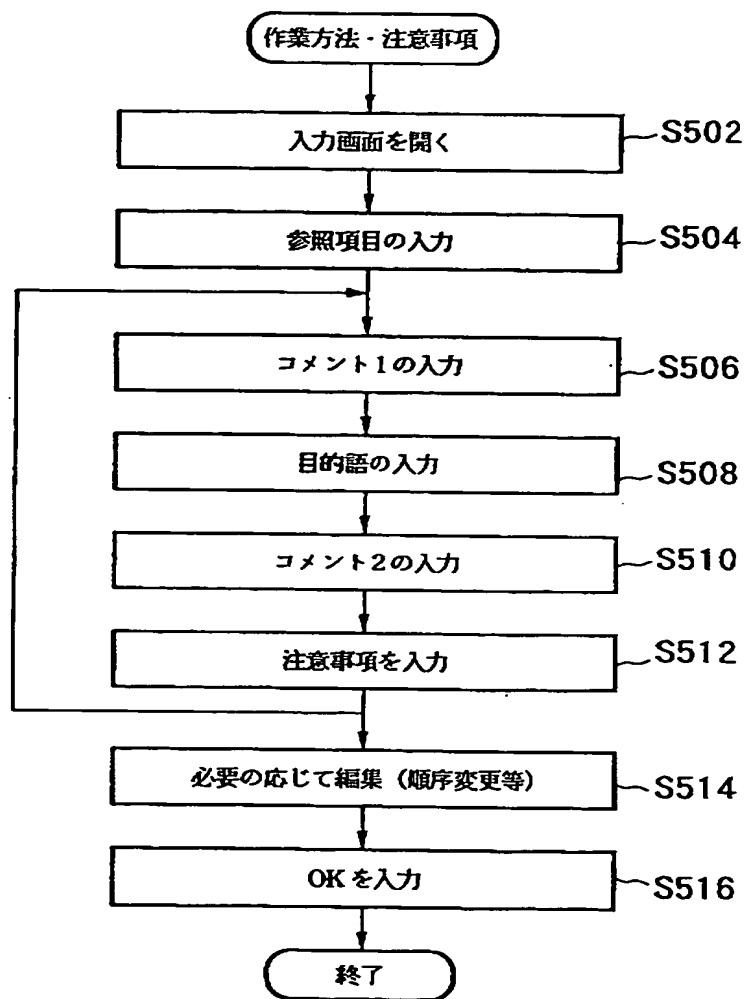 作業方法・注意事項
入力画面を開く
S502
参照項目の入力
S504
コメント1の入力
S506
目的語の入力
S508
コメント2の入力
S510
注意事項を入力
S512
必要の応じて編集（順序変更等）
S514
OKを入力
S516
終了